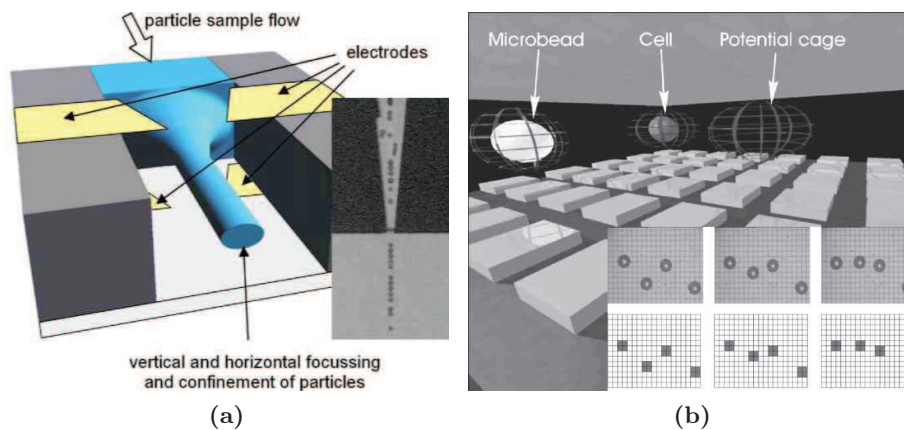 particle sample flow
electrodes
vertical and horizontal focussing
and confinement of particles
(a)
Microbead
Cell
Potential cage
(b)